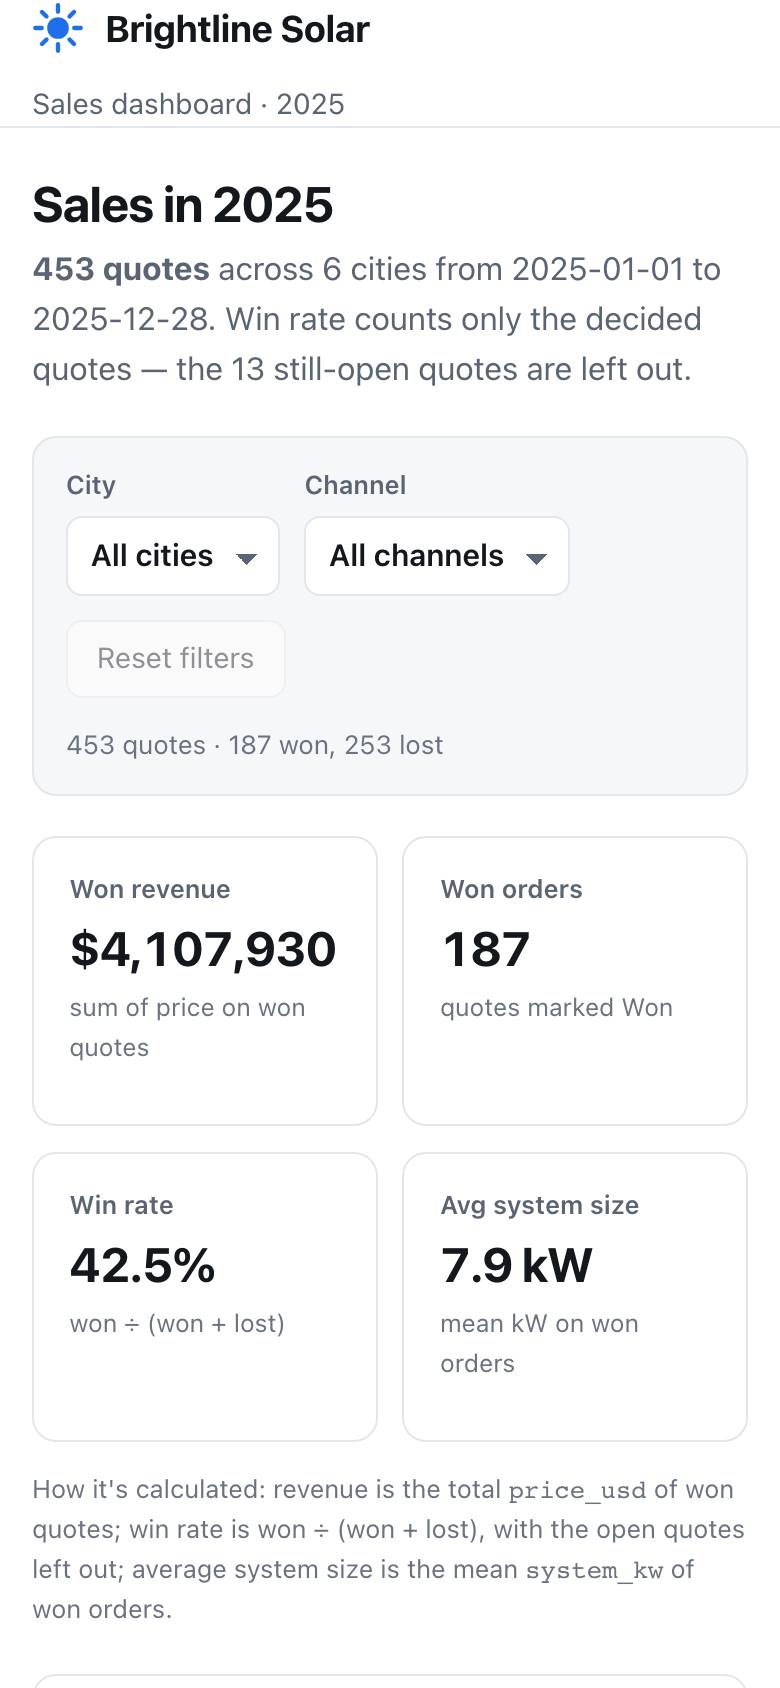 Brightline Solar
Sales dashboard · 2025
Sales in 2025
453 quotes across 6 cities from 2025-01-01 to
2025-12-28. Win rate counts only the decided
quotes — the 13 still-open quotes are left out.
City
Channel
All cities
All channels
Reset filters
453 quotes · 187 won, 253 lost
Won revenue
$4,107,930
sum of price on won
quotes
Won orders
187
quotes marked Won
Win rate
42.5%
won ÷ (won + lost)
Avg system size
7.9 kW
mean kW on won
orders
How it's calculated: revenue is the total price_usd of won
quotes; win rate is won ÷ (won + lost), with the open quotes
left out; average system size is the mean system_kw of
won orders.